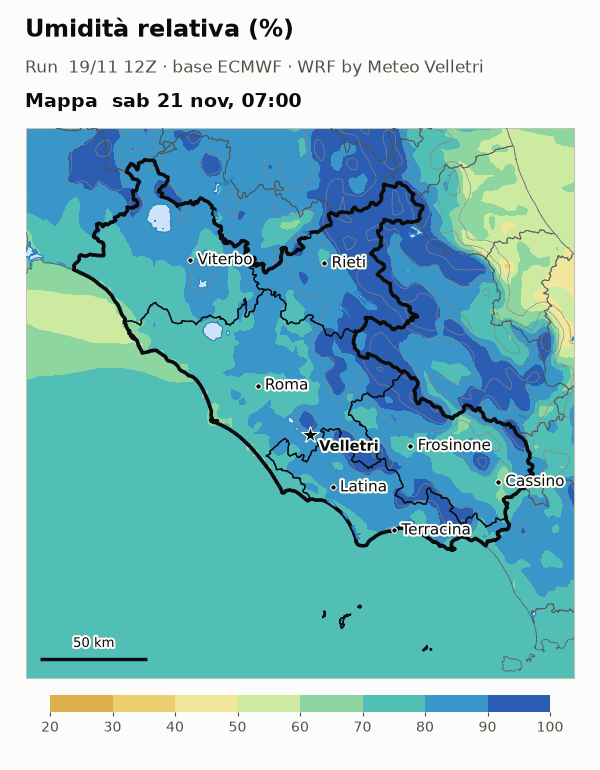 Umidità relativa (%)
Run  19/11 12Z · base ECMWF · WRF by Meteo Velletri
Mappa  sab 21 nov, 07:00
Viterbo
Rieti
Roma
Velletri
Frosinone
Cassino
Latina
Terracina
50 km
20 30 40 50 60 70 80 90 100